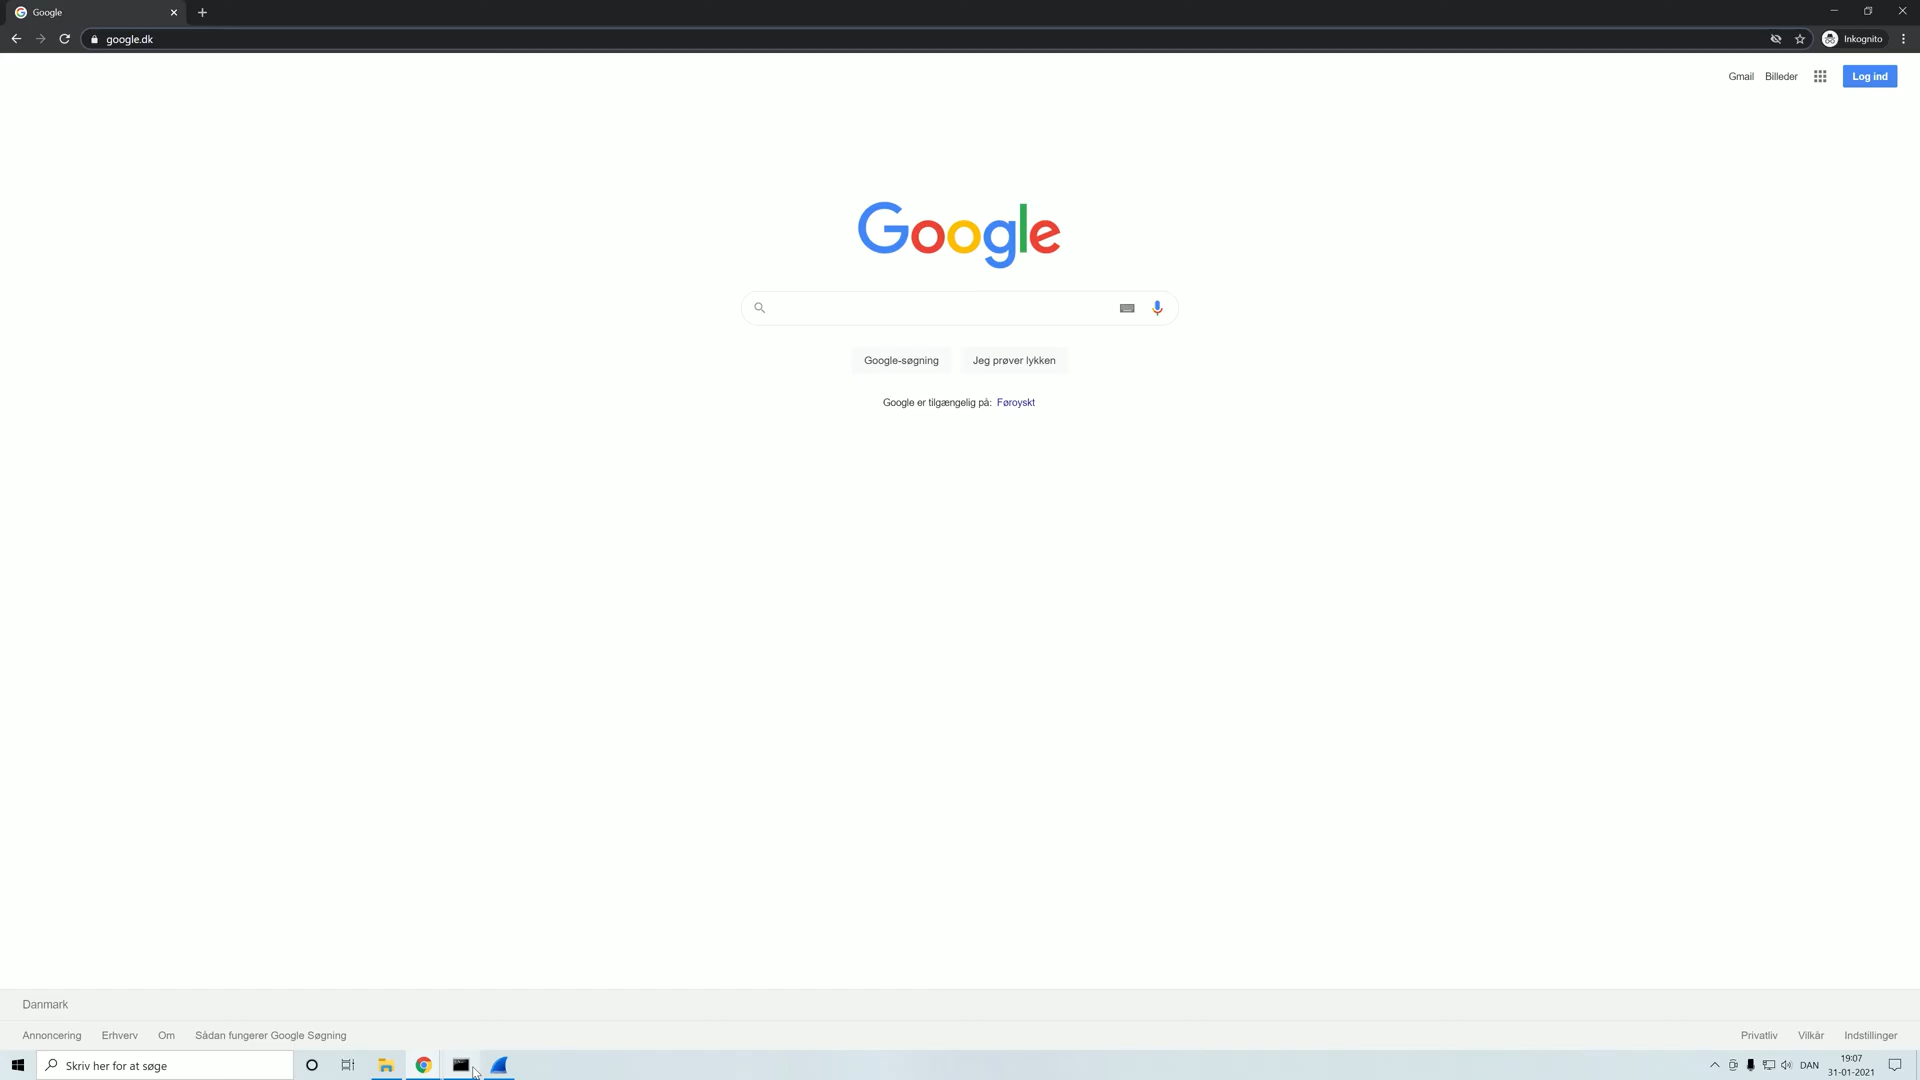 Google
google.dk
Inkognito
Gmail Billeder Log ind
Google
Google-søgning Jeg prøver lykken
Google er tilgængelig på: Føroyskt
Danmark
Annoncering Erhverv Om Sådan fungerer Google Søgning Privatliv Vilkår Indstillinger
Skriv her for at søge
DAN
19:07
31-01-2021